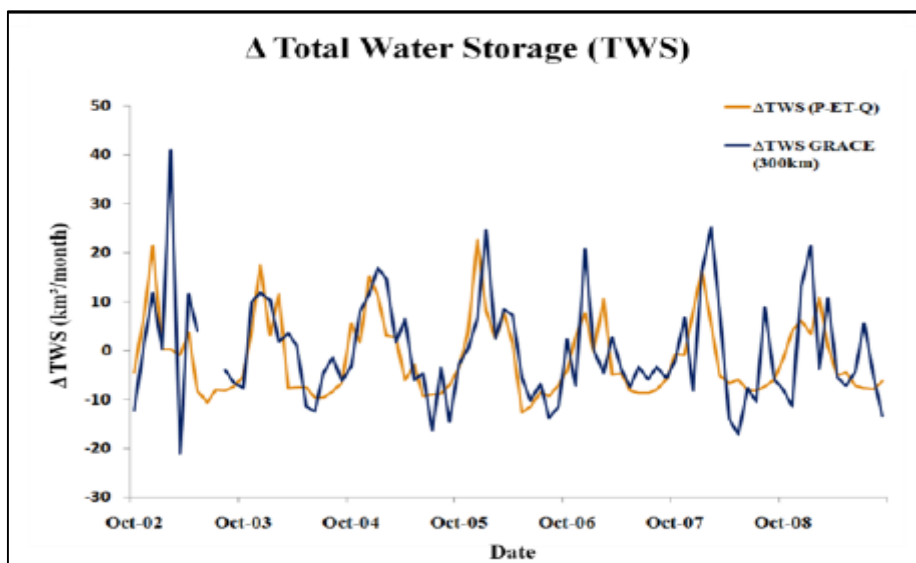 Δ Total Water Storage (TWS)
ΔTWS (P-ET-Q)
ΔTWS GRACE
(300km)
ΔTWS (km³/month)
50
40
30
20
10
0
-10
-20
-30
Oct-02 Oct-03 Oct-04 Oct-05 Oct-06 Oct-07 Oct-08
Date